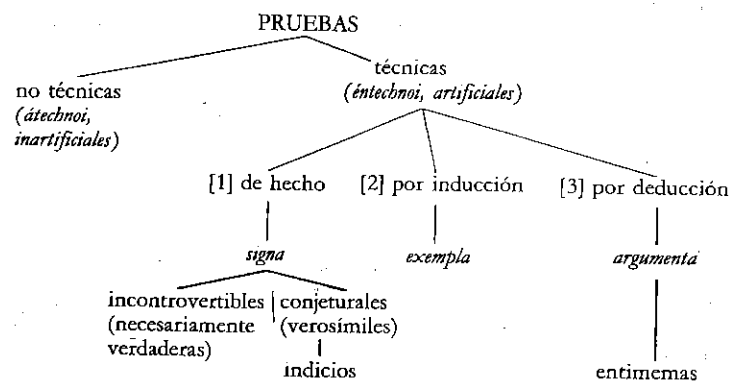 PRUEBAS
técnicas
(éntechnoi, artificiales)
no técnicas
(átechnoi,
inartificiales)
[1] de hecho [2] por inducción [3] por deducción
signa exempla argumenta
incontrovertibles conjeturales
(necesariamente (verosímiles)
verdaderas)
indicios entimemas